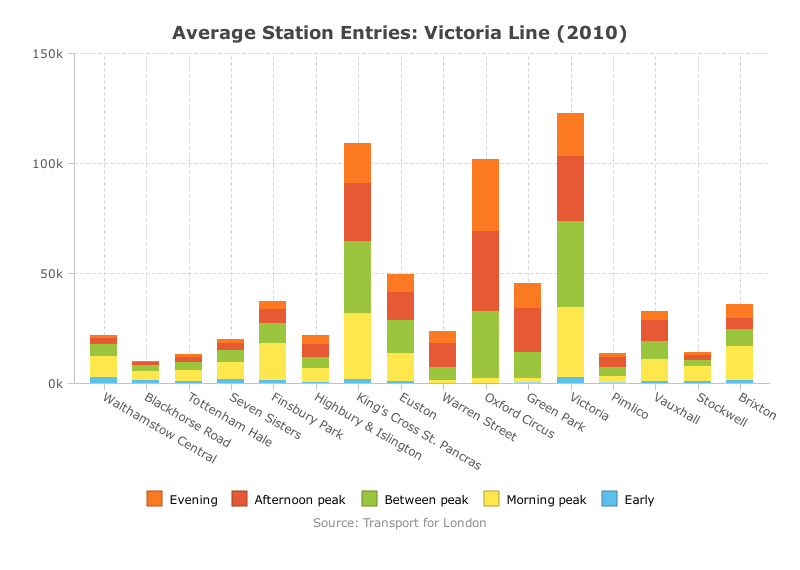 Average Station Entries: Victoria Line (2010)
150k
100k
50k
0k
Walthamstow Central
Blackhorse Road
Tottenham Hale
Seven Sisters
Finsbury Park
Highbury & Islington
King's Cross St. Pancras
Euston
Warren Street
Oxford Circus
Green Park
Victoria
Pimlico
Vauxhall
Stockwell
Brixton
Evening Afternoon peak Between peak Morning peak Early
Source: Transport for London